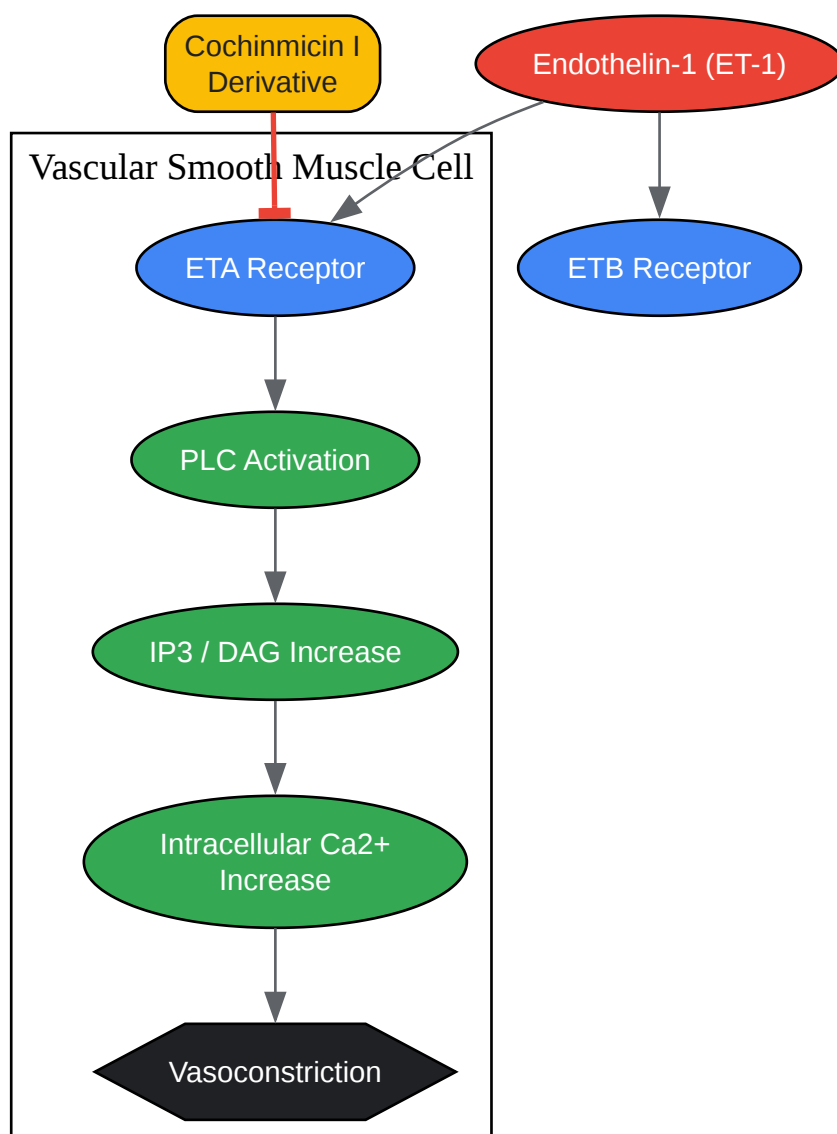 Cochinmicin I
Derivative
Endothelin-1 (ET-1)
Vascular Smooth Muscle Cell
ETA Receptor
ETB Receptor
PLC Activation
IP3 / DAG Increase
Intracellular Ca2+
Increase
Vasoconstriction